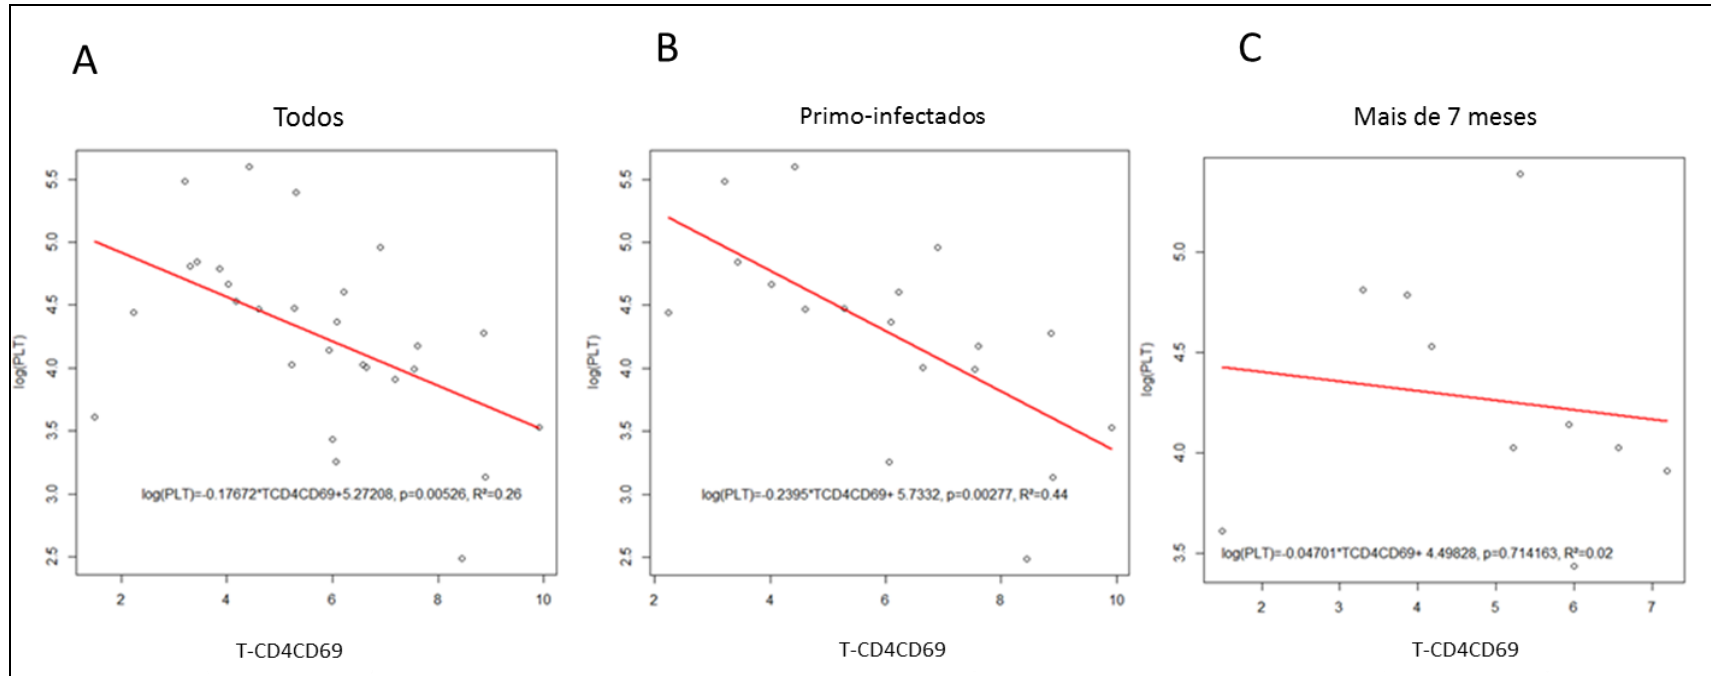 A
B
C
Todos
Primo-infectados
Mais de 7 meses
log(PLT)
5.5
5.0
4.5
4.0
3.5
3.0
2.5
log(PLT)=-0.17672*TCD4CD69+5.27208, p=0.00526, R²=0.26
2 4 6 8 10
T-CD4CD69
log(PLT)
5.5
5.0
4.5
4.0
3.5
3.0
2.5
log(PLT)=-0.2395*TCD4CD69+ 5.7332, p=0.00277, R²=0.44
2 4 6 8 10
T-CD4CD69
log(PLT)
5.0
4.5
4.0
3.5
log(PLT)=-0.04701*TCD4CD69+ 4.49828, p=0.714163, R²=0.02
2 3 4 5 6 7
T-CD4CD69